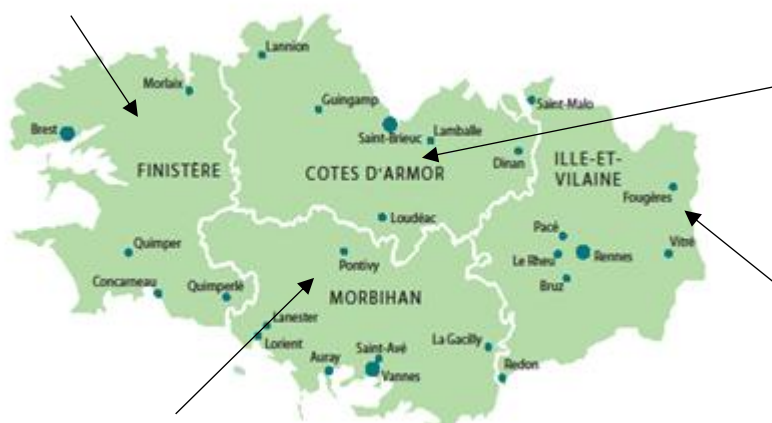 Lannion
Morlaix
Guingamp
Saint-Malo
Brest
Saint-Brieuc
Lamballe
Dinan
ILLE-ET-
VILAINE
FINISTÈRE
COTES D'ARMOR
Fougères
Loudéac
Pacé
Quimper
Pontivy
Le Rheu
Rennes
Vitré
Concarneau
Quimperlé
MORBIHAN
Bruz
Lanester
Lorient
Saint-Avé
La Gacilly
Auray
Vannes
Redon